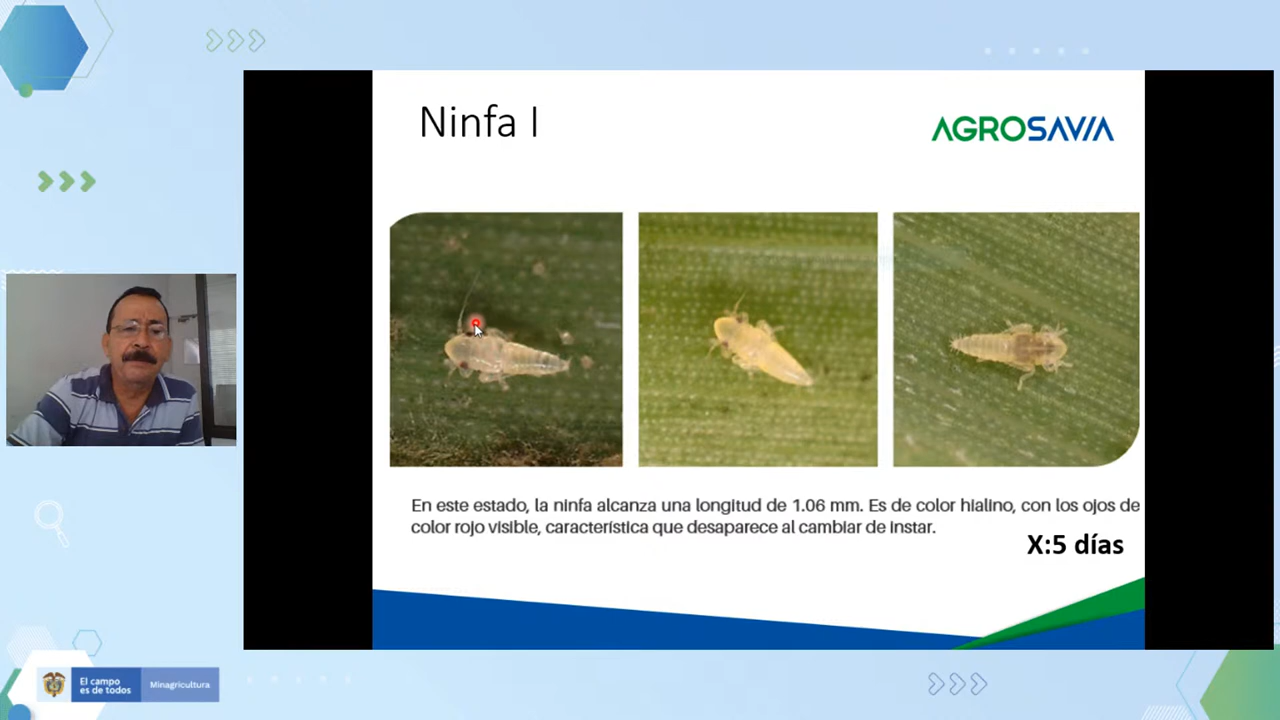 Ninfa I
AGROSAVIA
En este estado, la ninfa alcanza una longitud de 1.06 mm. Es de color hialino, con los ojos de
color rojo visible, característica que desaparece al cambiar de instar.
X:5 días
El campo
es de todos
Minagricultura